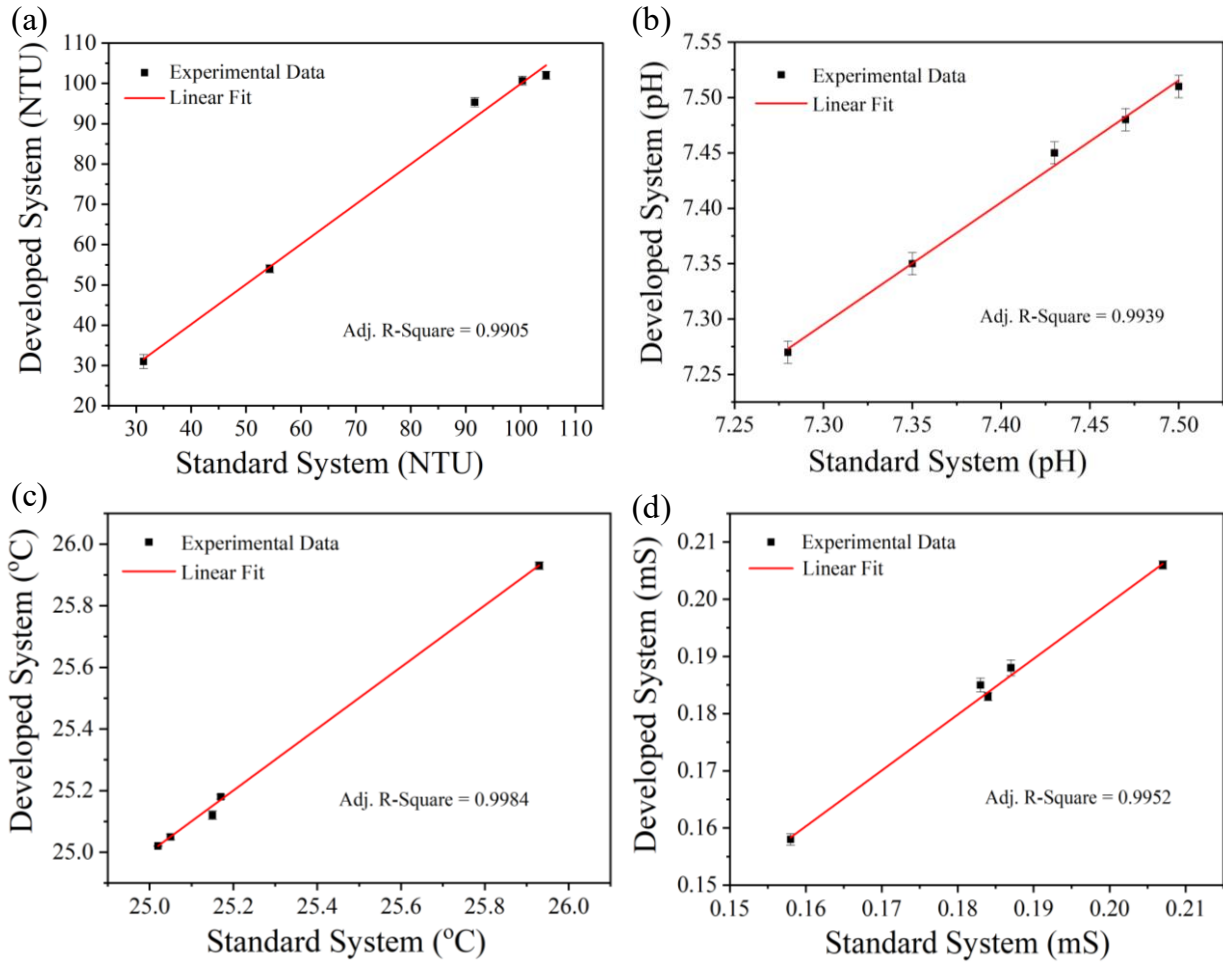 (a)
Developed System (NTU)
110
100
90
80
70
60
50
40
30
20
Experimental Data
Linear Fit
Adj. R-Square = 0.9905
30 40 50 60 70 80 90 100 110
Standard System (NTU)
(b)
Developed System (pH)
7.55
7.50
7.45
7.40
7.35
7.30
7.25
Experimental Data
Linear Fit
Adj. R-Square = 0.9939
7.25 7.30 7.35 7.40 7.45 7.50
Standard System (pH)
(c)
Developed System (°C)
26.0
25.8
25.6
25.4
25.2
25.0
Experimental Data
Linear Fit
Adj. R-Square = 0.9984
25.0 25.2 25.4 25.6 25.8 26.0
Standard System (°C)
(d)
Developed System (mS)
0.21
0.20
0.19
0.18
0.17
0.16
0.15
Experimental Data
Linear Fit
Adj. R-Square = 0.9952
0.15 0.16 0.17 0.18 0.19 0.20 0.21
Standard System (mS)